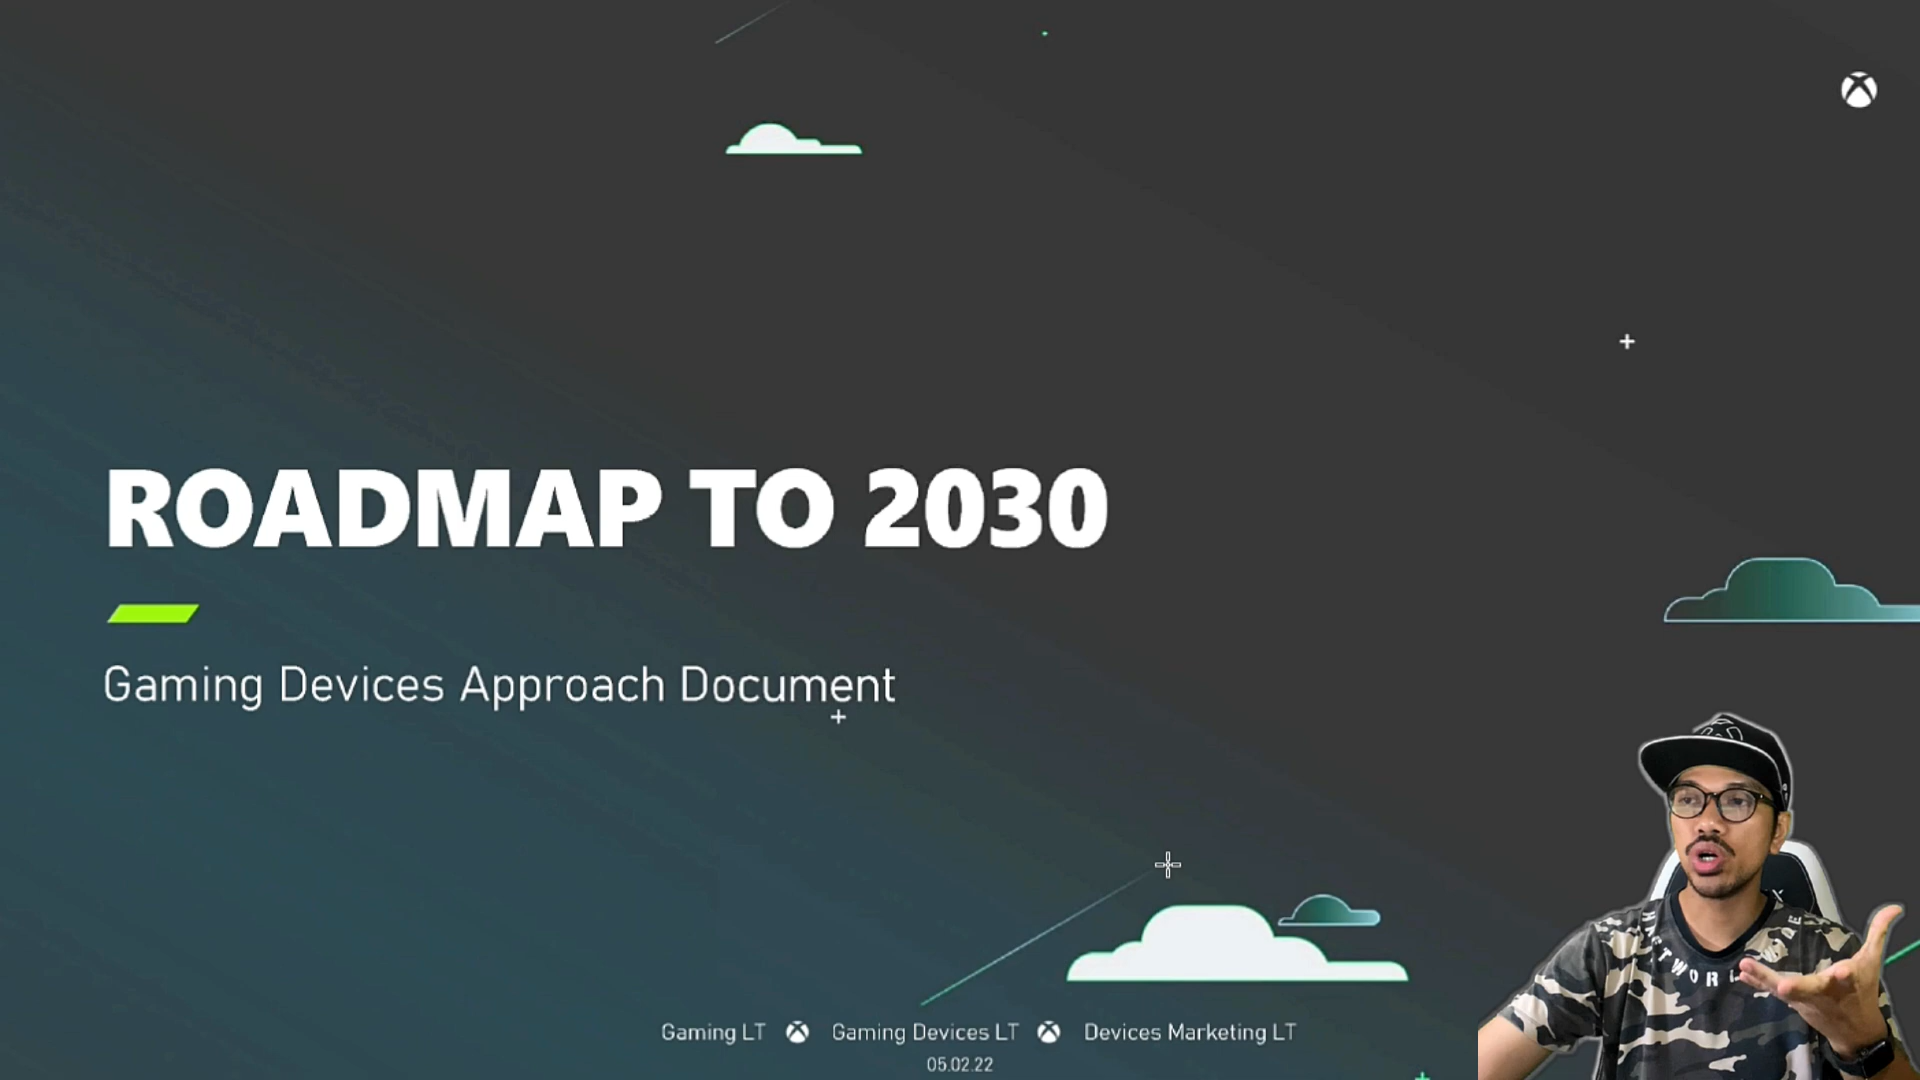 ROADMAP TO 2030
Gaming Devices Approach Document
Gaming LT Gaming Devices LT Devices Marketing LT
05.02.22